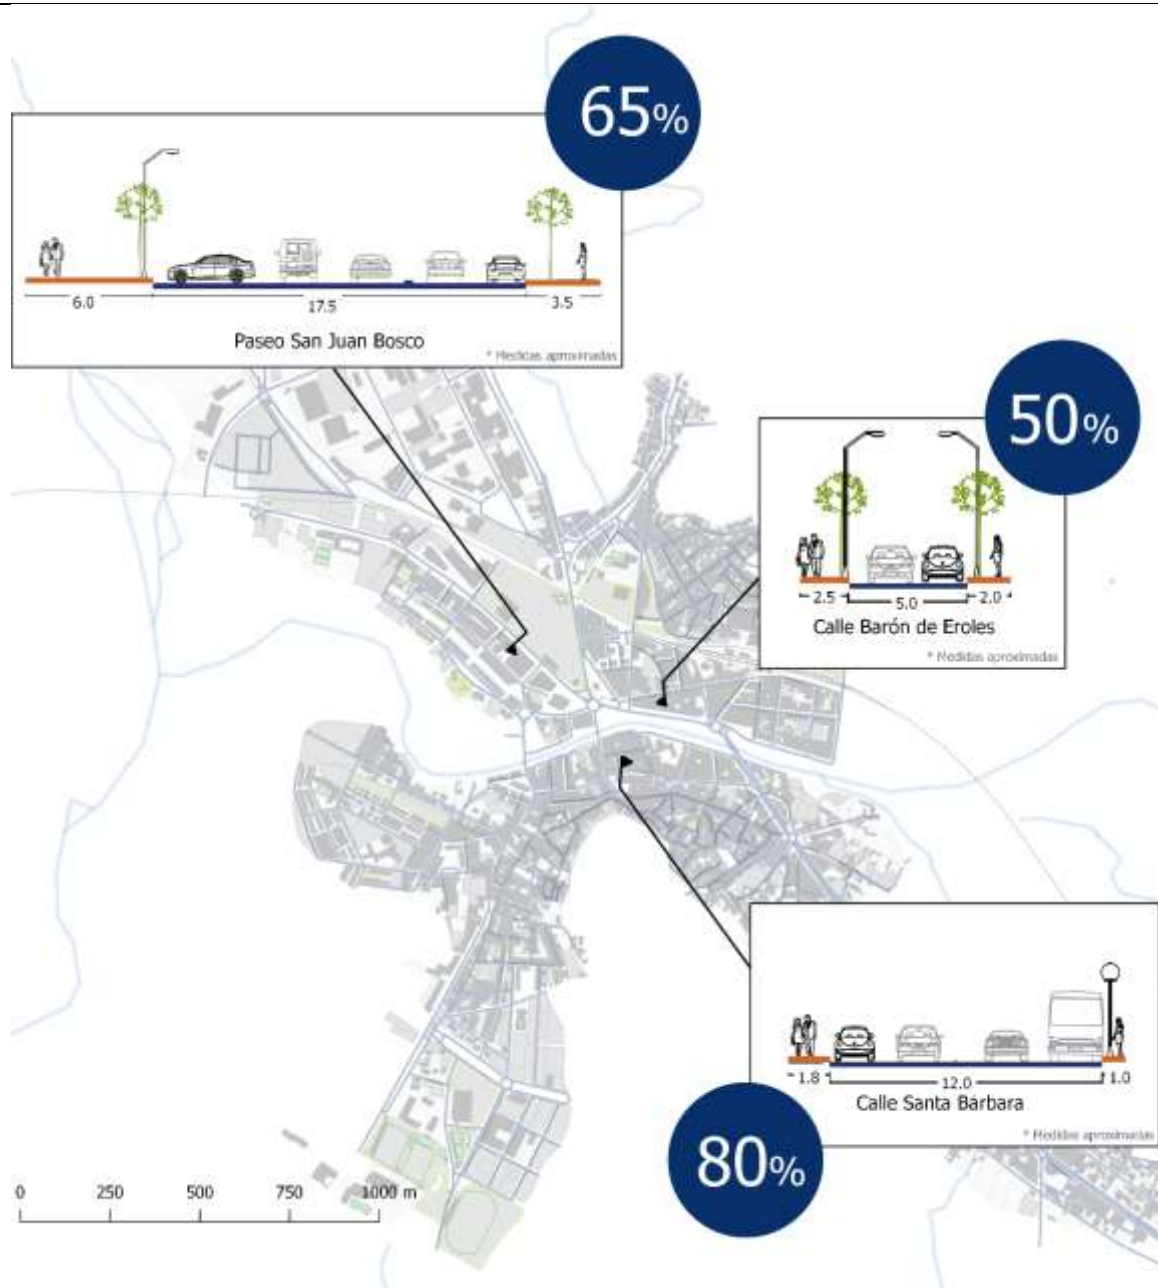 65%
6.0
17.5
3.5
Paseo San Juan Bosco
* Medidas aproximadas
50%
2.5
5.0
2.0
Calle Barón de Eroles
* Medidas aproximadas
1.8
12.0
1.0
Calle Santa Bárbara
* Medidas aproximadas
80%
0 250 500 750 1000 m